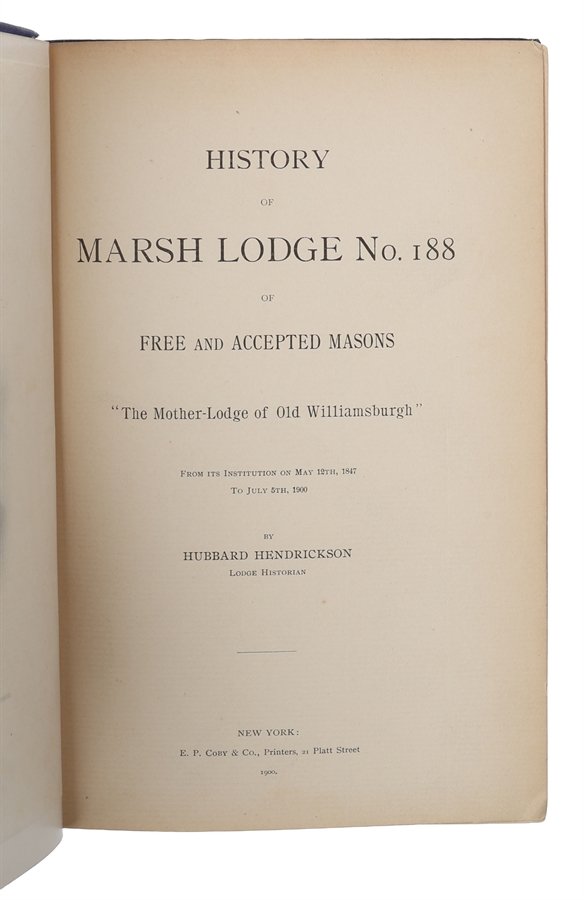 HISTORY
OF
MARSH LODGE No. 188
OF
FREE AND ACCEPTED MASONS
"The Mother-Lodge of Old Williamsburgh"
From its Institution on May 12th, 1847
To July 5th, 1900
BY
HUBBARD HENDRICKSON
Lodge Historian
NEW YORK:
E. P. Coby & Co., Printers, 21 Platt Street
1900.